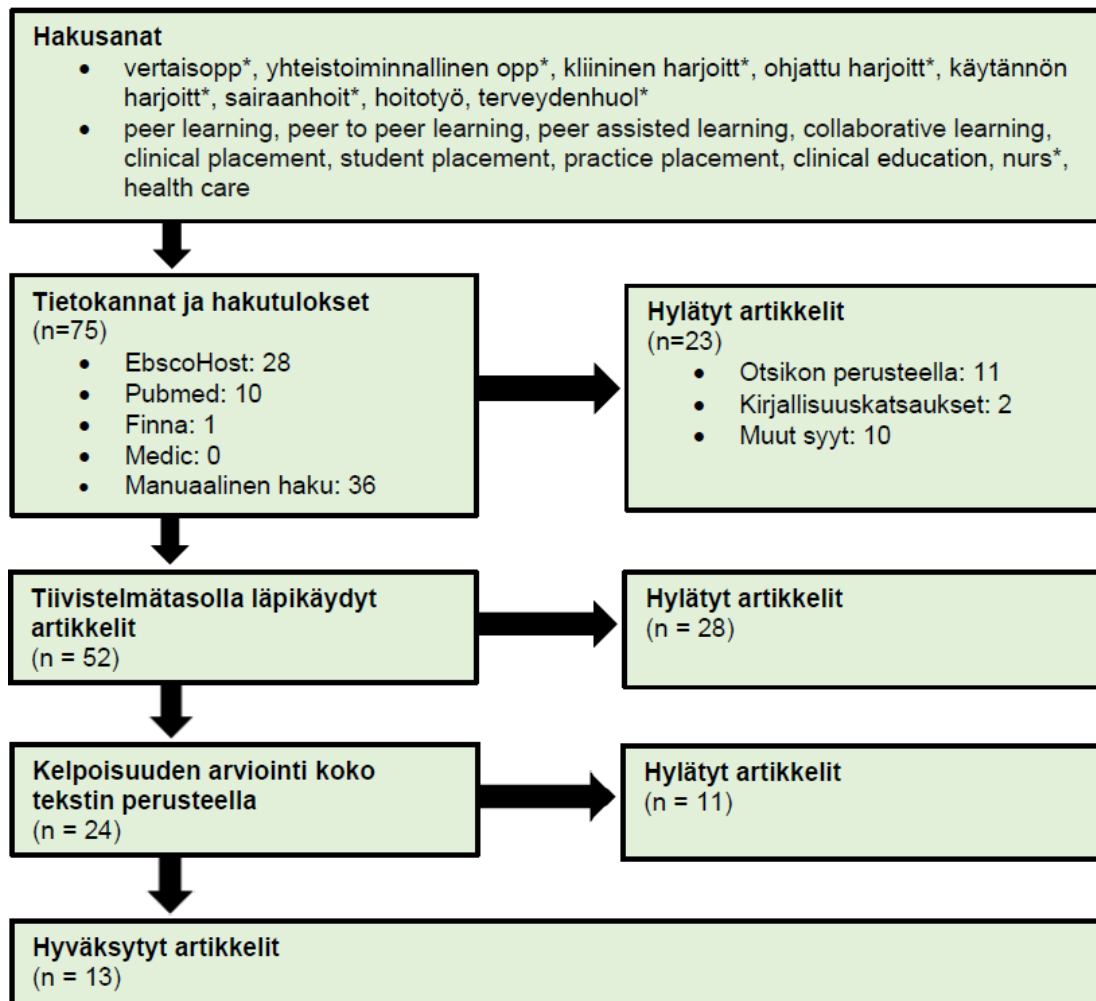 Hakusanat
• vertaisopp*, yhteistoiminnallinen opp*, kliininen harjoitt*, ohjattu harjoitt*, käytännön
harjoitt*, sairaanhoit*, hoitotyö, terveydenhuol*
• peer learning, peer to peer learning, peer assisted learning, collaborative learning,
clinical placement, student placement, practice placement, clinical education, nurs*,
health care
Tietokannat ja hakutulokset
(n=75)
• EbscoHost: 28
• Pubmed: 10
• Finna: 1
• Medic: 0
• Manuaalinen haku: 36
Hylätyt artikkelit
(n=23)
• Otsikon perusteella: 11
• Kirjallisuuskatsaukset: 2
• Muut syyt: 10
Tiivistelmätasolla läpikäydyt
artikkelit
(n = 52)
Hylätyt artikkelit
(n = 28)
Kelpoisuuden arviointi koko
tekstin perusteella
(n = 24)
Hylätyt artikkelit
(n = 11)
Hyväksytyt artikkelit
(n = 13)